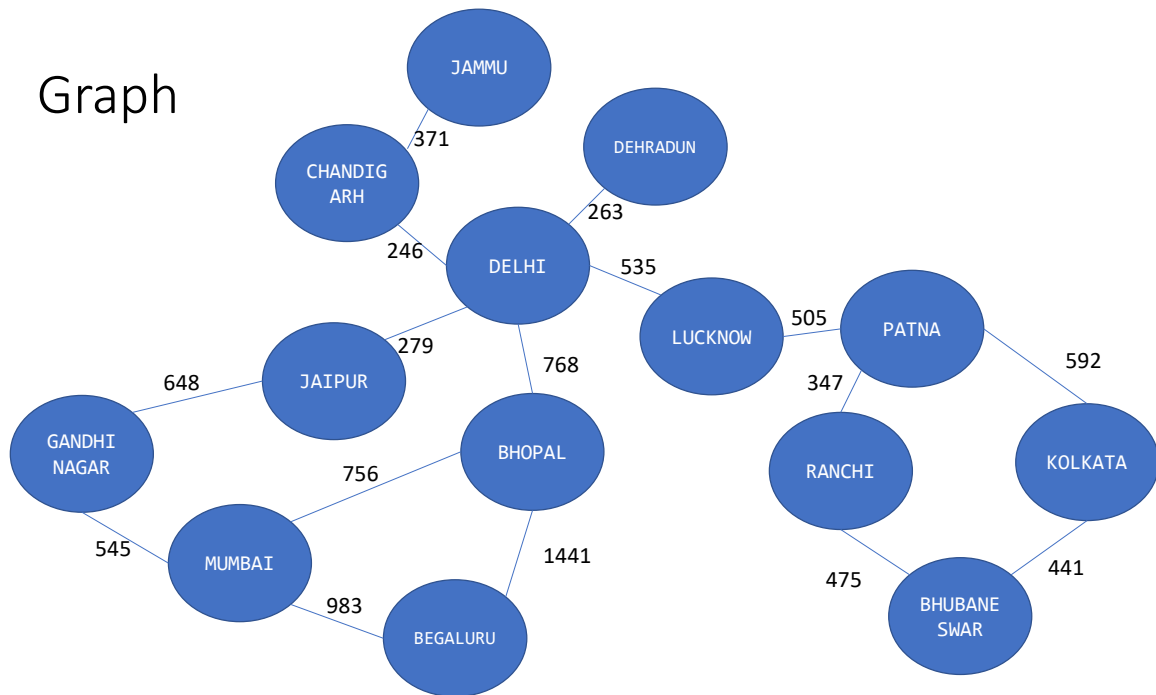 Graph
JAMMU
371
DEHRADUN
CHANDIG
ARH
263
246
DELHI
535
LUCKNOW
505
PATNA
279
JAIPUR
768
648
347
592
GANDHI
NAGAR
BHOPAL
756
RANCHI
KOLKATA
545
MUMBAI
1441
475
441
983
BEGALURU
BHUBANE
SWAR